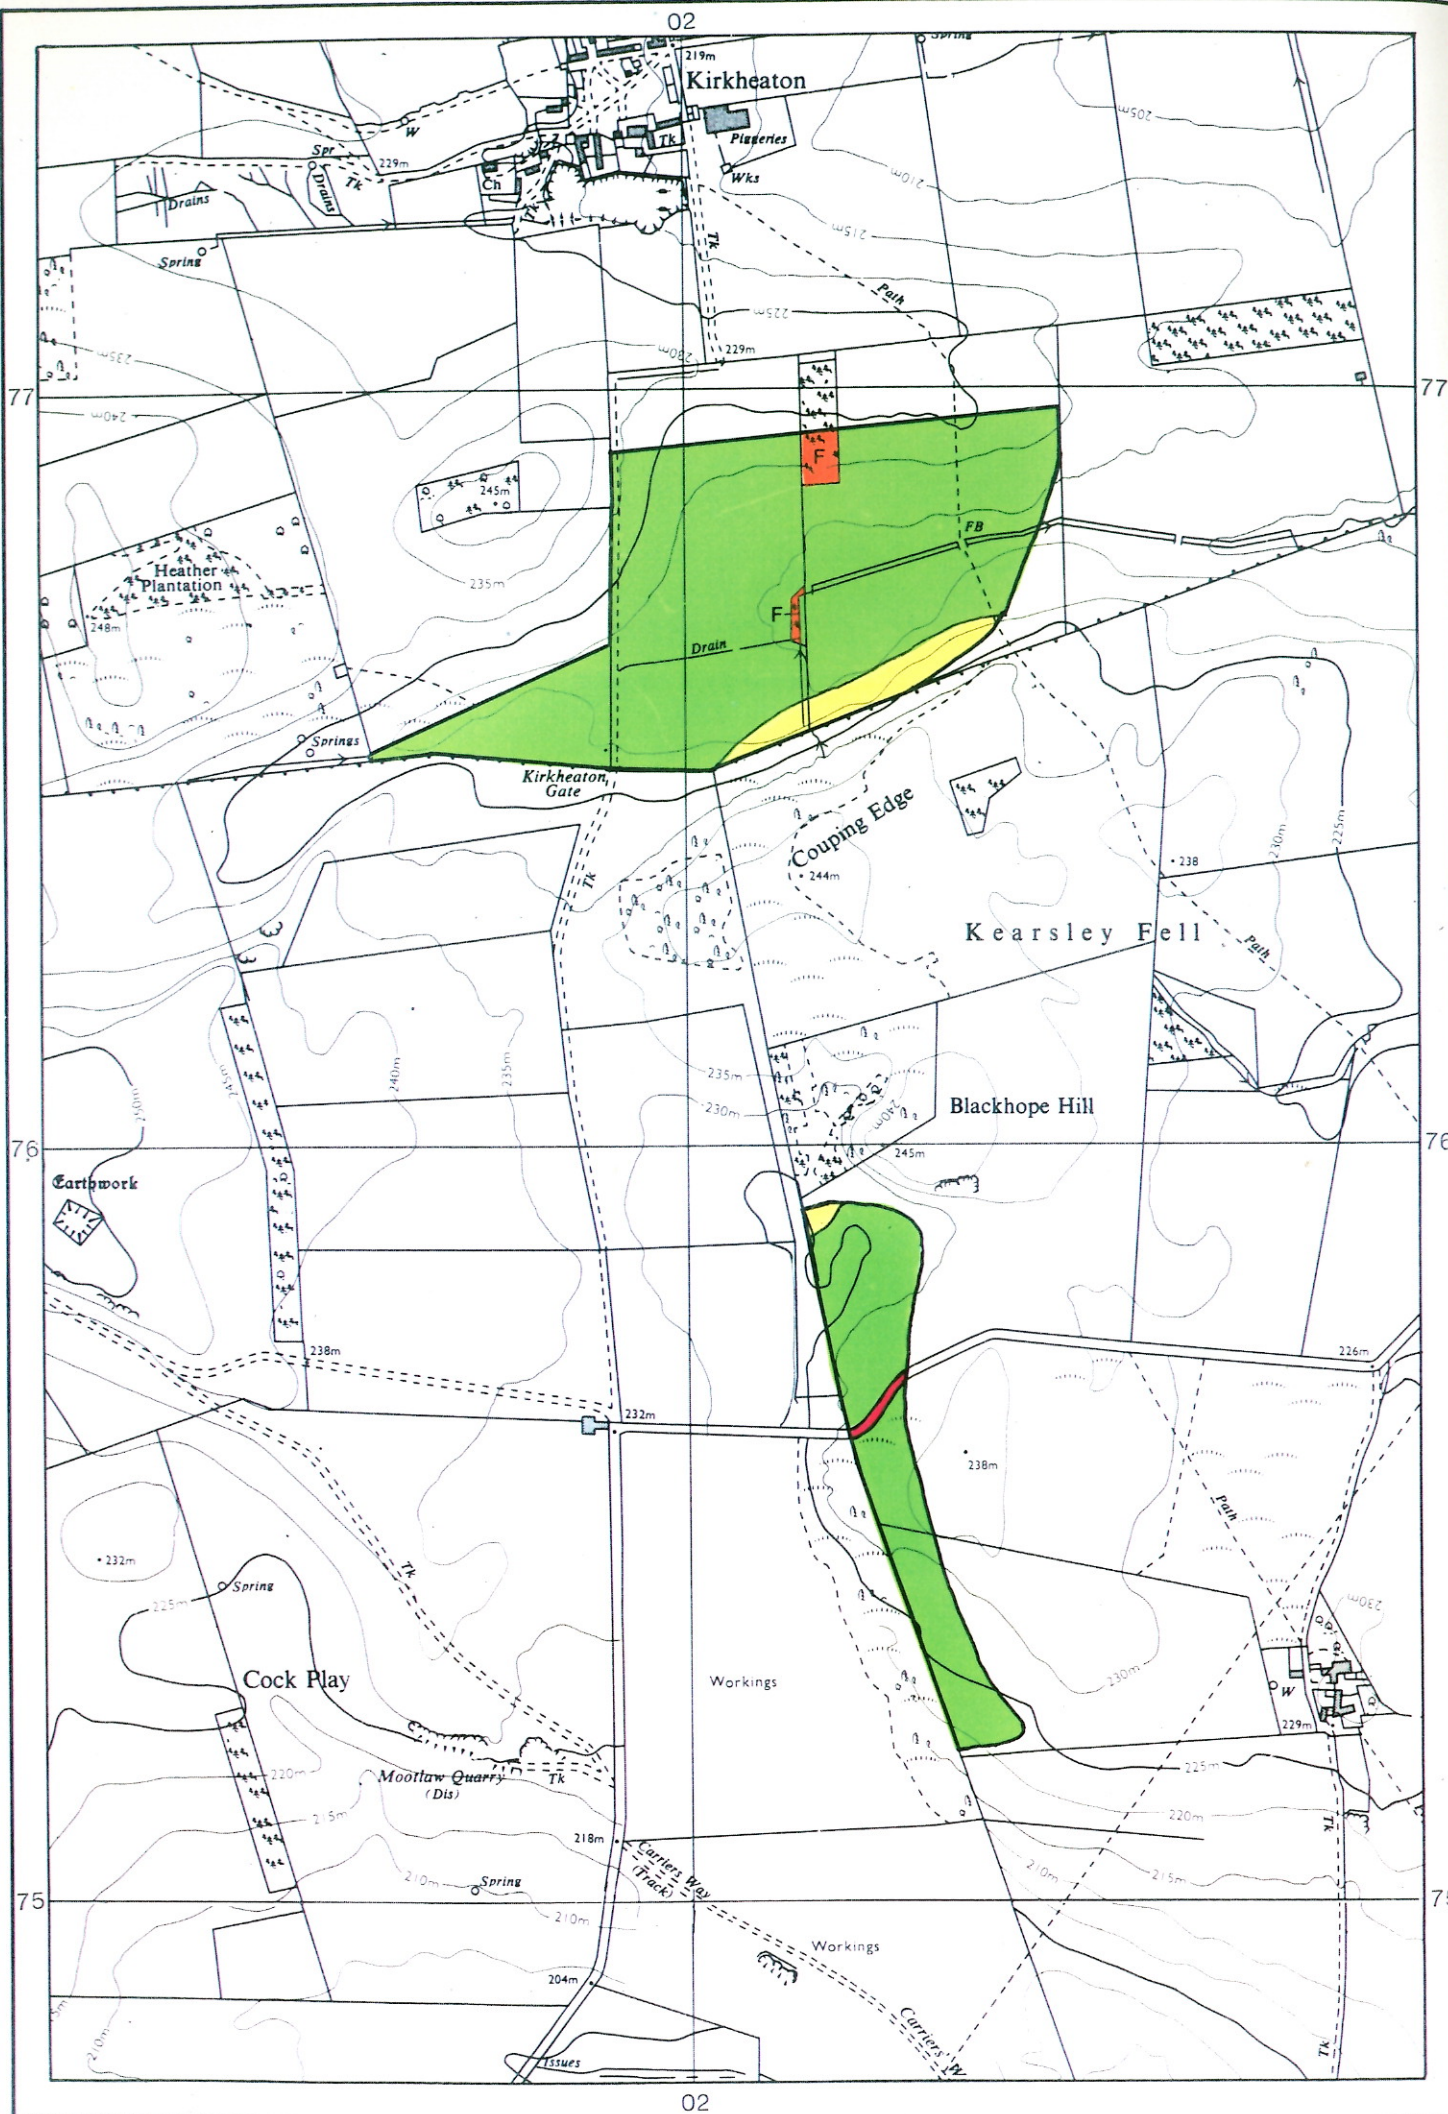 02
219m
Kirkheaton
Spring
205m
W
Tk
Piggeries
Spr
229m
Tk
Drains
Drains
Ch
Wks
210m
Tk
215m
Tk
Spring
Path
225m
235m
230m
229m
77
77
240m
F
245m
Heather
Plantation
235m
FB
248m
F
Drain
Springs
Kirkheaton
Gate
Couping Edge
244m
Tk
238
230m
225m
Kearsley Fell
Path
245m
240m
235m
235m
250m
230m
240m
Blackhope Hill
76
245m
76
Earthwork
238m
226m
232m
238m
Path
232m
Tk
Spring
225m
230m
Cock Play
Workings
230m
W
229m
Mootlaw Quarry
(Dis)
Tk
220m
225m
215m
220m
Tk
218m
Carriers Way
(Track)
210m
215m
75
210m
Spring
210m
Workings
204m
Carriers' W
210m
Issues
Tk
02